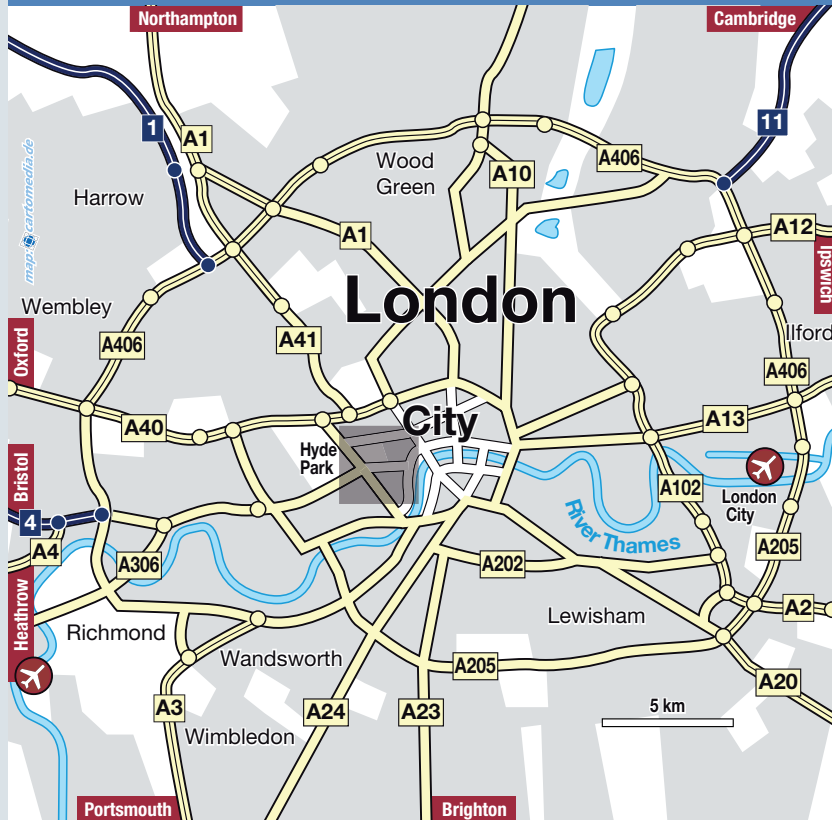 Northampton
Cambridge
1
A1
11
Wood
Green
A10
A406
Harrow
map: cartomedia.de
A1
A12
Ipswich
London
Wembley
A406
A41
Ilford
Oxford
A406
A40
City
A13
Hyde
Park
Bristol
A102
London
City
4
A4
A306
River Thames
A202
A205
Heathrow
Richmond
Lewisham
A2
Wandsworth
A205
A20
A3
A24
A23
5 km
Wimbledon
Portsmouth
Brighton